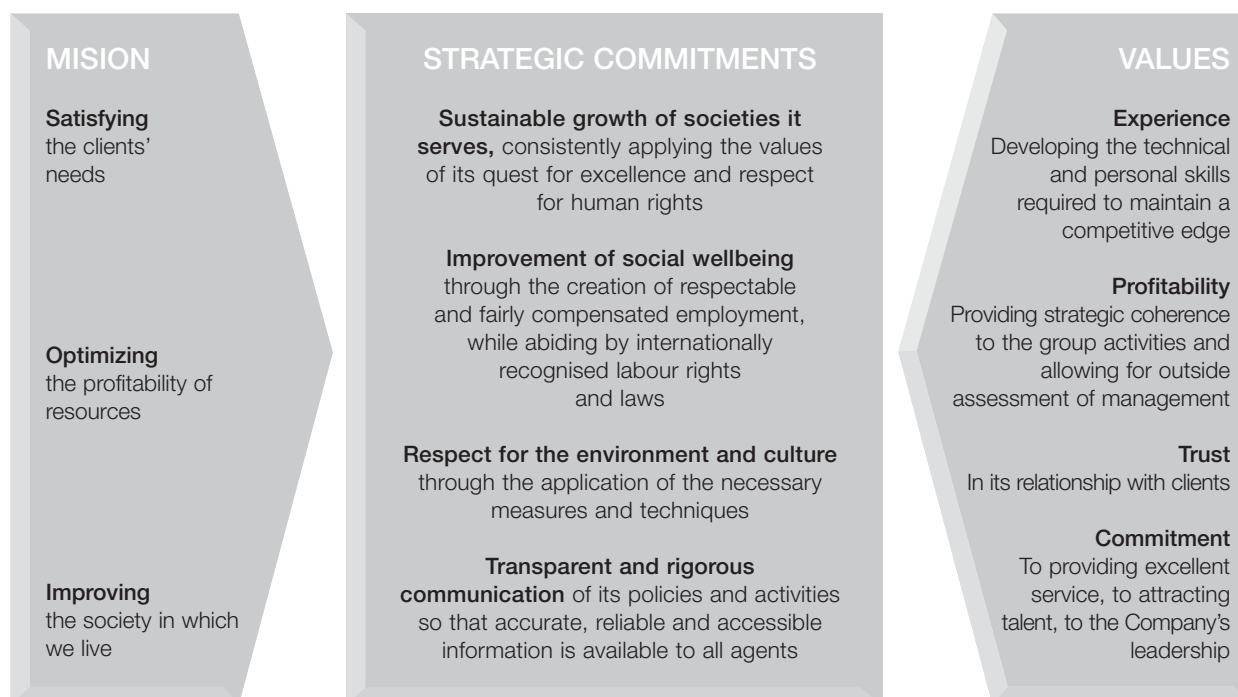 MISION
Satisfying
the clients’
needs
Optimizing
the profitability of
resources
Improving
the society in which
we live
STRATEGIC COMMITMENTS
Sustainable growth of societies it
serves, consistently applying the values
of its quest for excellence and respect
for human rights
Improvement of social wellbeing
through the creation of respectable
and fairly compensated employment,
while abiding by internationally
recognised labour rights
and laws
Respect for the environment and culture
through the application of the necessary
measures and techniques
Transparent and rigorous
communication of its policies and activities
so that accurate, reliable and accessible
information is available to all agents
VALUES
Experience
Developing the technical
and personal skills
required to maintain a
competitive edge
Profitability
Providing strategic coherence
to the group activities and
allowing for outside
assessment of management
Trust
In its relationship with clients
Commitment
To providing excellent
service, to attracting
talent, to the Company’s
leadership